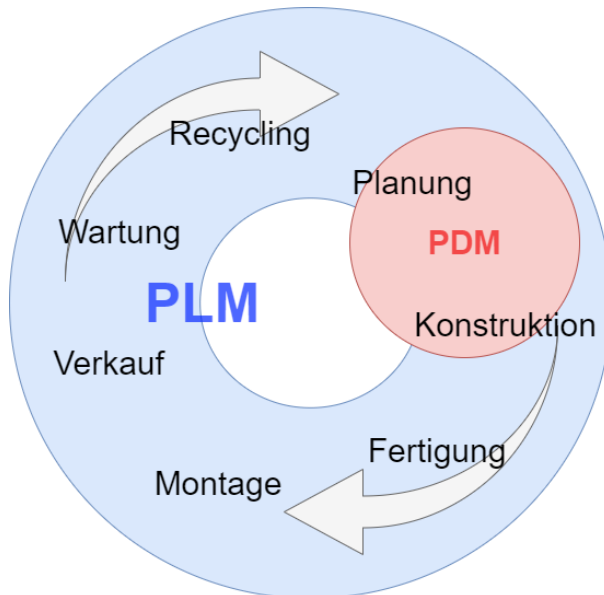 Recycling
Planung
Wartung
PDM
PLM
Konstruktion
Verkauf
Fertigung
Montage